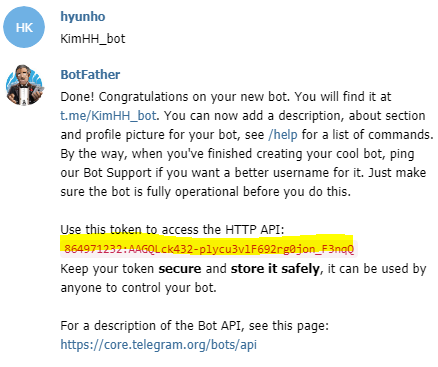 HK
hyunho
KimHH_bot
BotFather
Done! Congratulations on your new bot. You will find it at
t.me/KimHH_bot. You can now add a description, about section
and profile picture for your bot, see /help for a list of commands.
By the way, when you've finished creating your cool bot, ping
our Bot Support if you want a better username for it. Just make
sure the bot is fully operational before you do this.
Use this token to access the HTTP API:
864971232:AAGQLck432-plycu3vlF692rg0jon_F3nqQ
Keep your token secure and store it safely, it can be used by
anyone to control your bot.
For a description of the Bot API, see this page:
https://core.telegram.org/bots/api